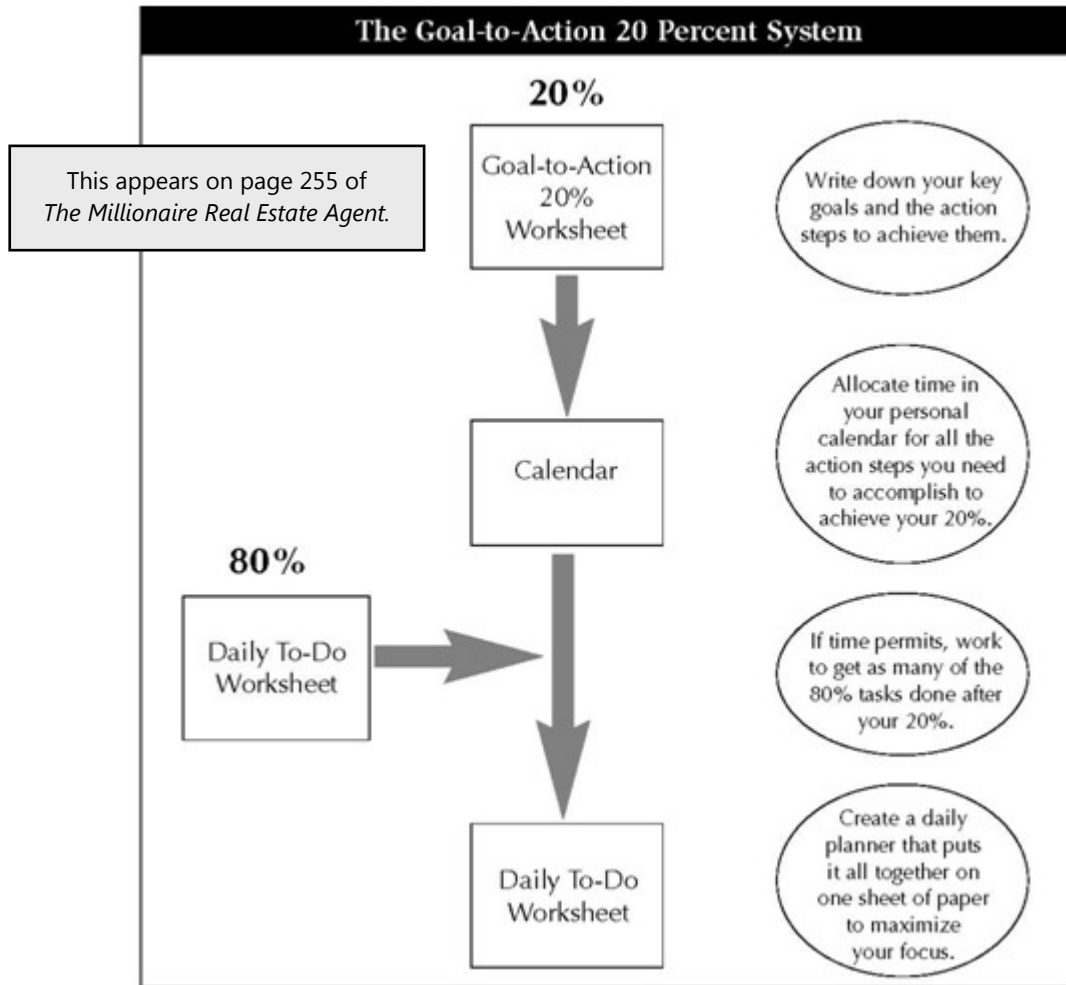 The Goal-to-Action 20 Percent System
20%
This appears on page 255 of
The Millionaire Real Estate Agent.
Goal-to-Action
20%
Worksheet
Write down your key
goals and the action
steps to achieve them.
Calendar
Allocate time in
your personal
calendar for all the
action steps you need
to accomplish to
achieve your 20%.
80%
Daily To-Do
Worksheet
If time permits, work
to get as many of the
80% tasks done after
your 20%.
Daily To-Do
Worksheet
Create a daily
planner that puts
it all together on
one sheet of paper
to maximize
your focus.